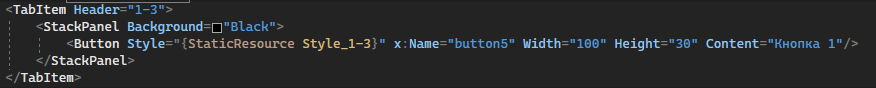 <TabItem Header="1-3">
<StackPanel Background="Black">
<Button Style="{StaticResource Style_1-3}" x:Name="button5" Width="100" Height="30" Content="Кнопка 1"/>
</StackPanel>
</TabItem>